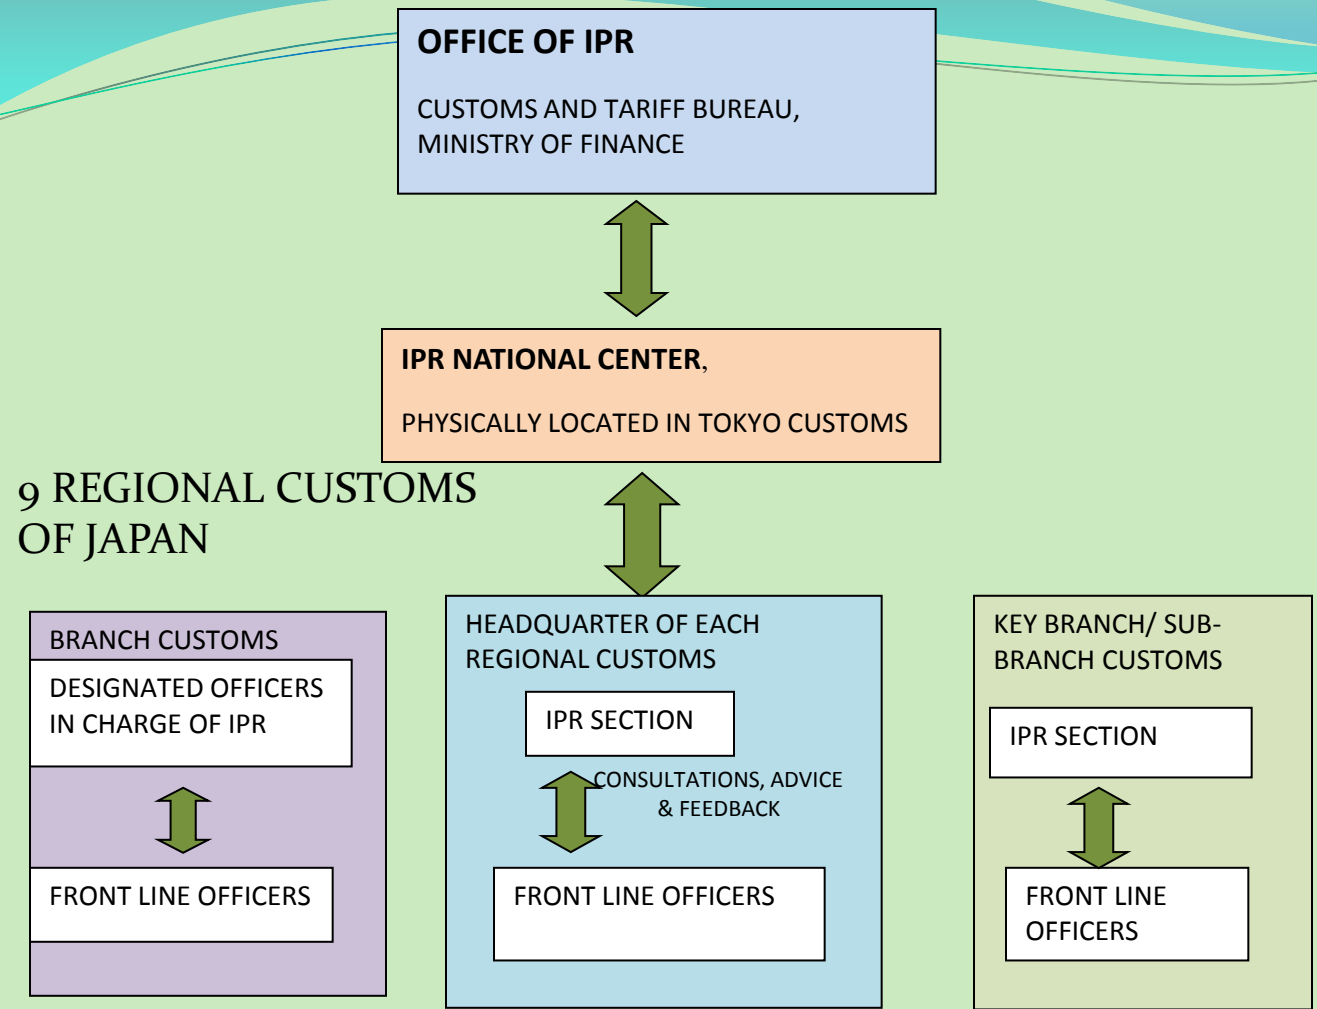 OFFICE OF IPR
CUSTOMS AND TARIFF BUREAU,
MINISTRY OF FINANCE
IPR NATIONAL CENTER,
PHYSICALLY LOCATED IN TOKYO CUSTOMS
9 REGIONAL CUSTOMS
OF JAPAN
BRANCH CUSTOMS
DESIGNATED OFFICERS
IN CHARGE OF IPR
FRONT LINE OFFICERS
HEADQUARTER OF EACH
REGIONAL CUSTOMS
IPR SECTION
CONSULTATIONS, ADVICE
& FEEDBACK
FRONT LINE OFFICERS
KEY BRANCH/ SUB-
BRANCH CUSTOMS
IPR SECTION
FRONT LINE
OFFICERS